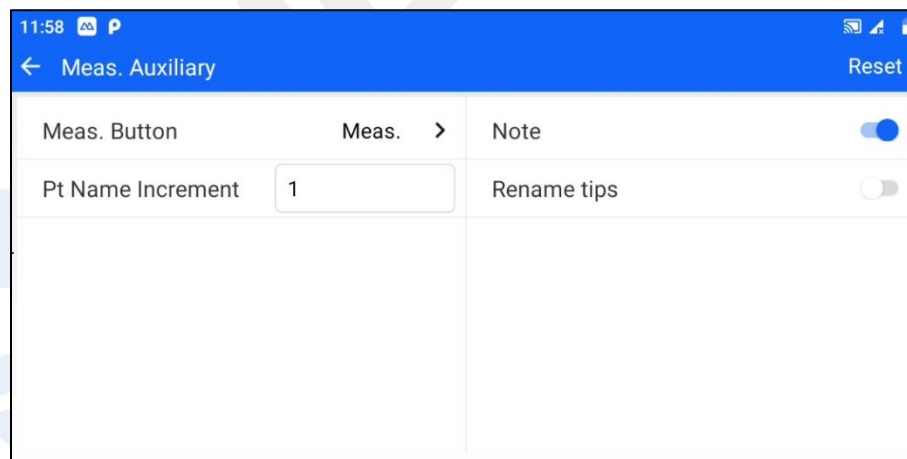 11:58
Meas. Auxiliary
Reset
Meas. Button Meas. Note
Pt Name Increment 1 Rename tips